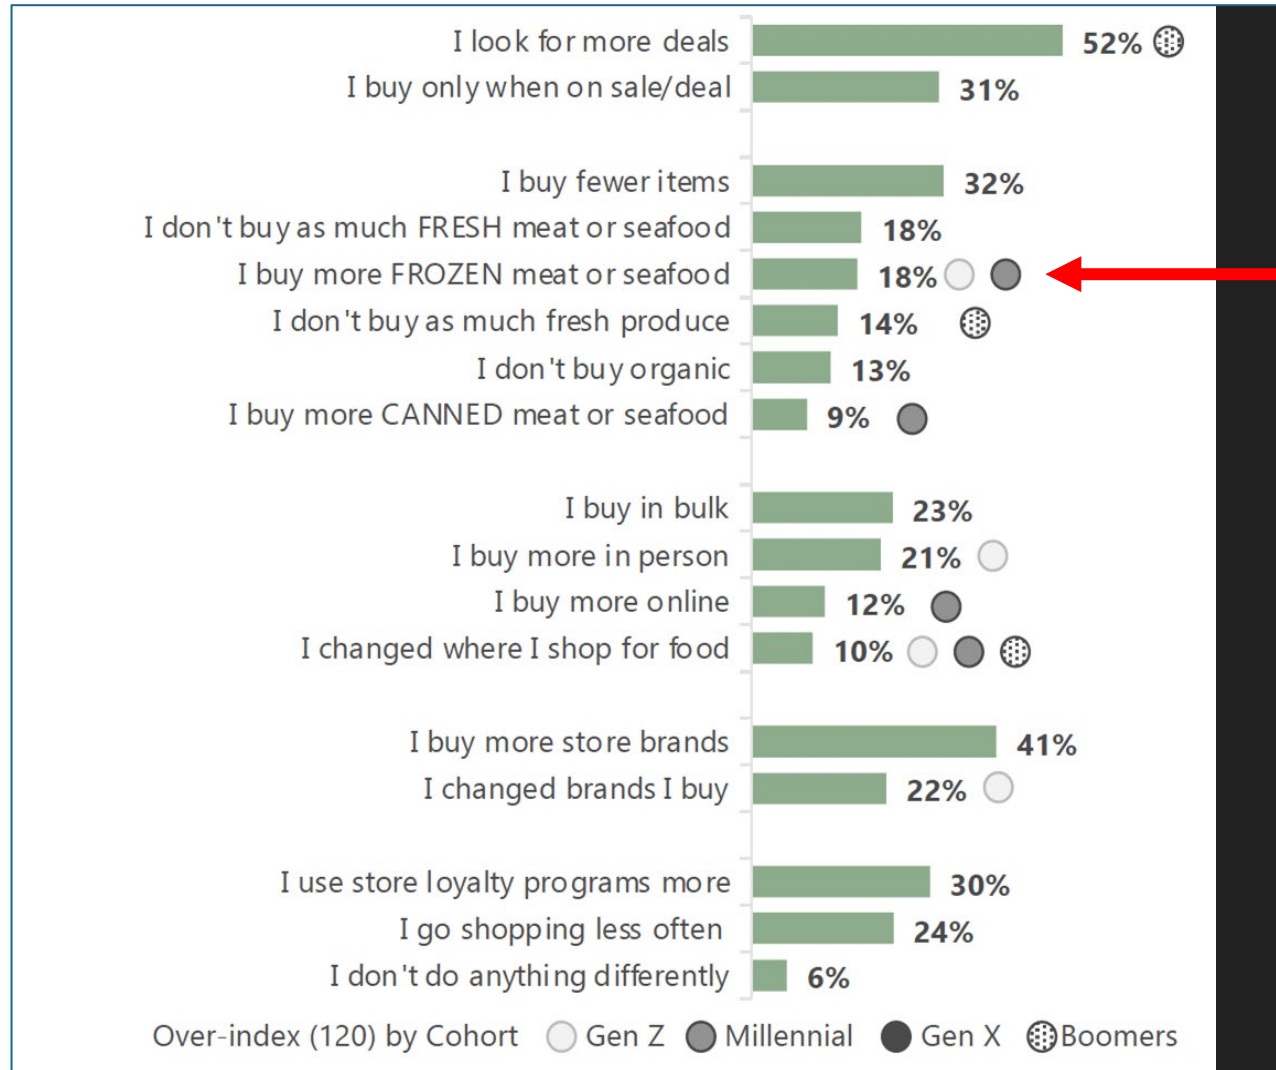 I look for more deals 52%
I buy only when on sale/deal 31%
I buy fewer items 32%
I don't buy as much FRESH meat or seafood 18%
I buy more FROZEN meat or seafood 18%
I don't buy as much fresh produce 14%
I don't buy organic 13%
I buy more CANNED meat or seafood 9%
I buy in bulk 23%
I buy more in person 21%
I buy more online 12%
I changed where I shop for food 10%
I buy more store brands 41%
I changed brands I buy 22%
I use store loyalty programs more 30%
I go shopping less often 24%
I don't do anything differently 6%
Over-index (120) by Cohort Gen Z Millennial Gen X Boomers